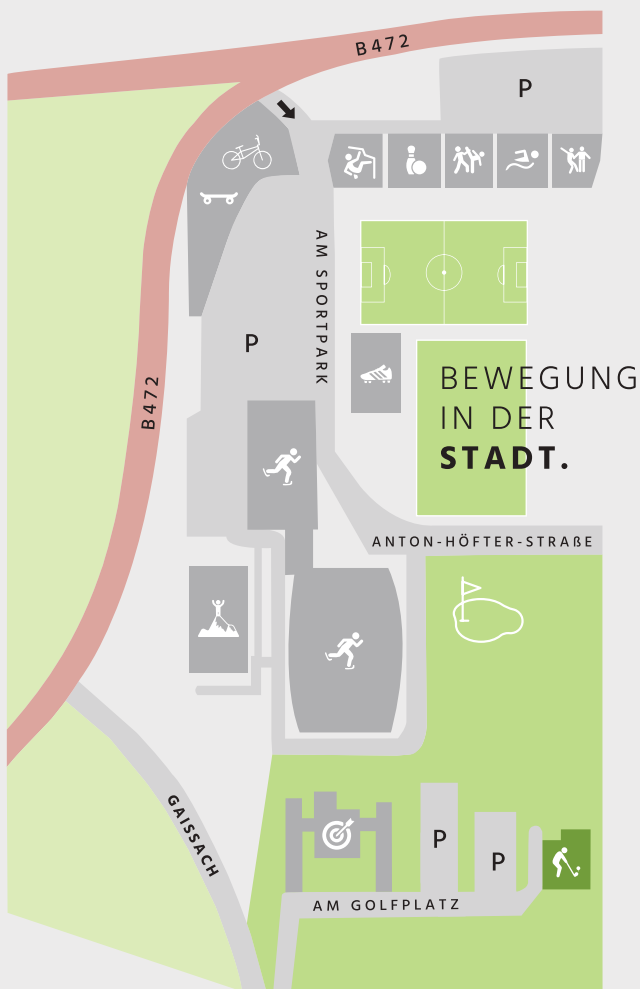 B472
P
AM SPORTPARK
P
B472
BEWEGUNG
IN DER
STADT.
ANTON-HÖFTER-STRAßE
GAISSACH
P
P
AM GOLFPLATZ